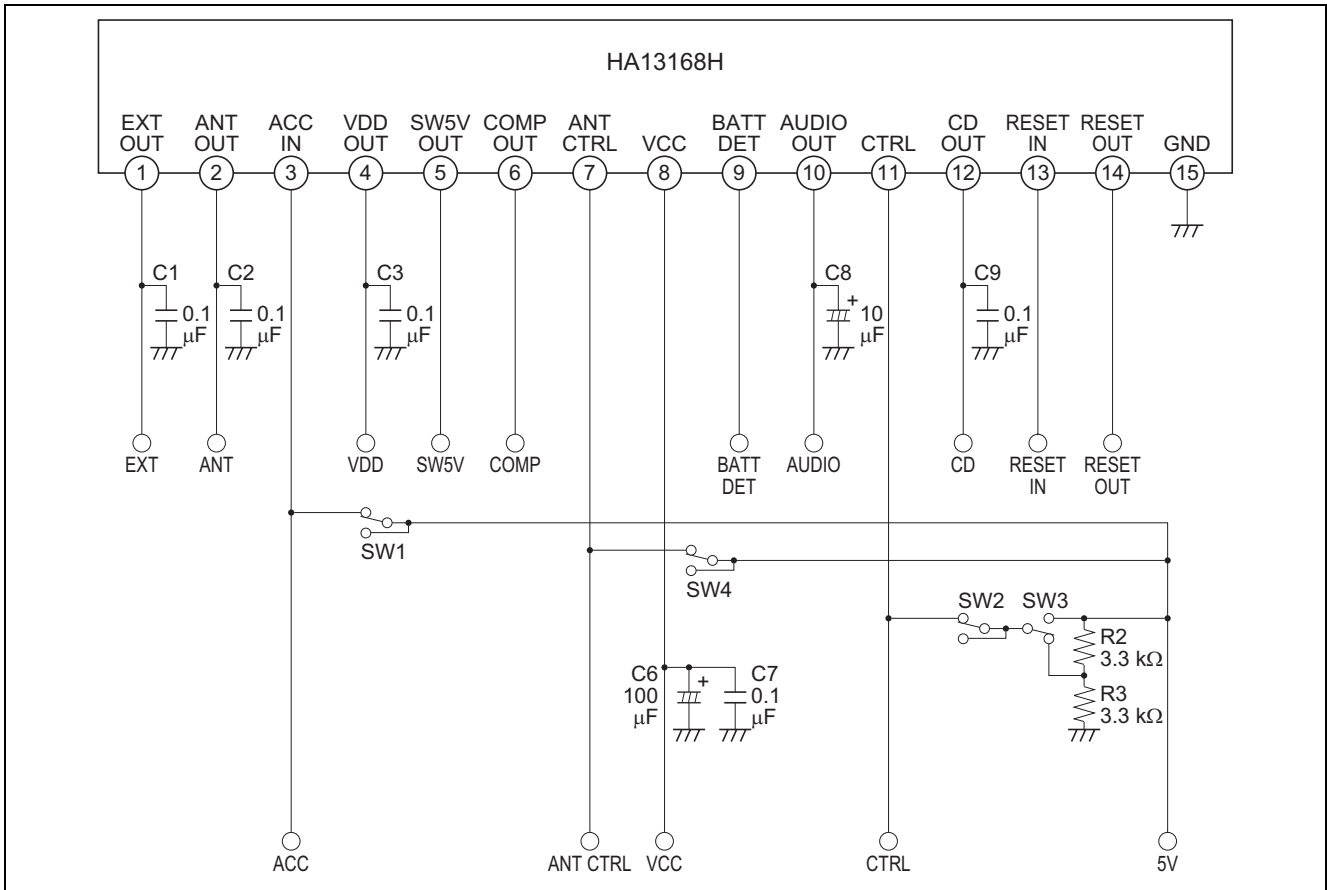 HA13168H
EXT OUT
ANT OUT
ACC IN
VDD OUT
SW5V OUT
COMP OUT
ANT CTRL
VCC
BATT DET
AUDIO OUT
CTRL
CD OUT
RESET IN
RESET OUT
GND
1 2 3 4 5 6 7 8 9 10 11 12 13 14 15
C1
0.1
μF
C2
0.1
μF
C3
0.1
μF
C8
+
10
μF
C9
0.1
μF
EXT
ANT
VDD
SW5V
COMP
BATT
DET
AUDIO
CD
RESET
IN
RESET
OUT
SW1
SW4
SW2
SW3
R2
3.3 kΩ
R3
3.3 kΩ
C6
100
μF
+
C7
0.1
μF
ACC
ANT CTRL
VCC
CTRL
5V